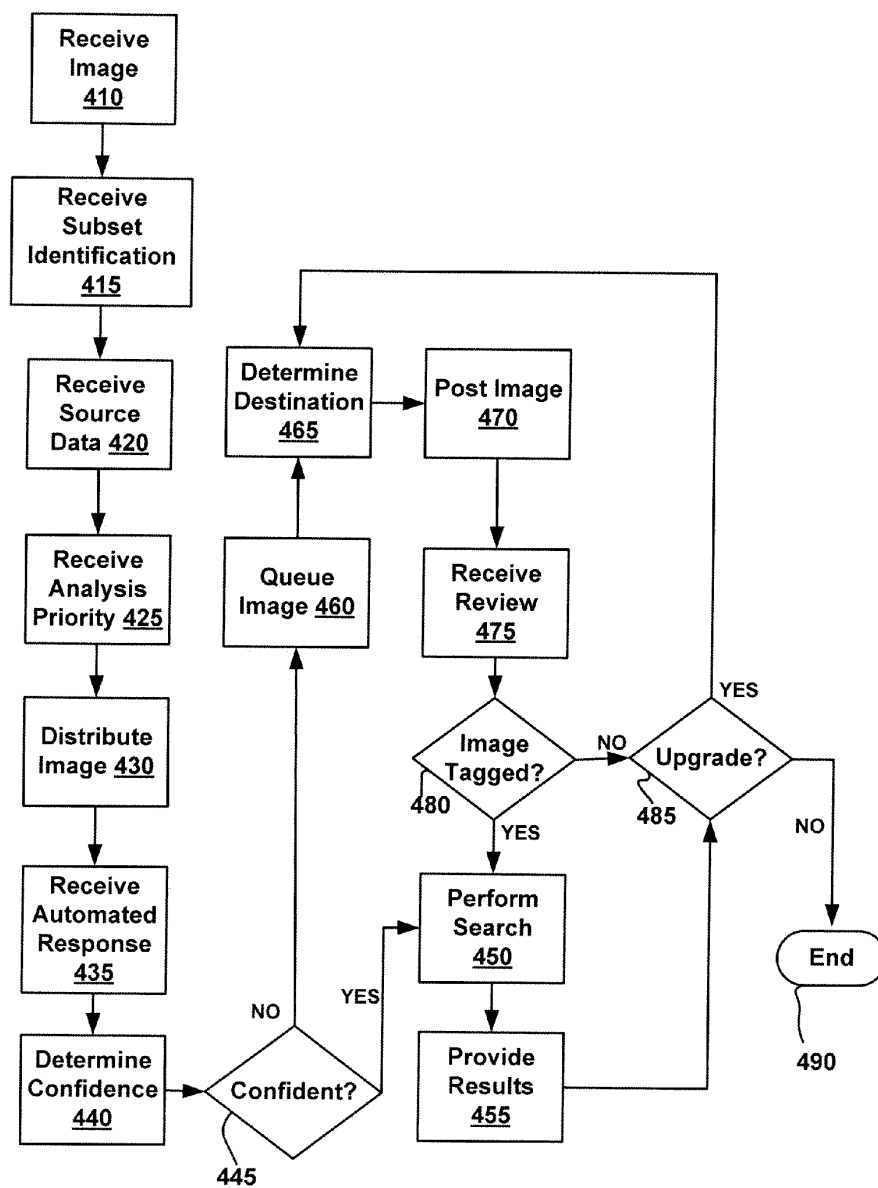 Receive
Image
410
Receive
Subset
Identification
415
Receive
Source
Data 420
Receive
Analysis
Priority 425
Distribute
Image 430
Receive
Automated
Response
435
Determine
Confidence
440
Confident?
445
NO
YES
Queue
Image 460
Determine
Destination
465
Post Image
470
Receive
Review
475
Image
Tagged?
480
NO
YES
Perform
Search
450
Provide
Results
455
Upgrade?
485
YES
NO
End
490